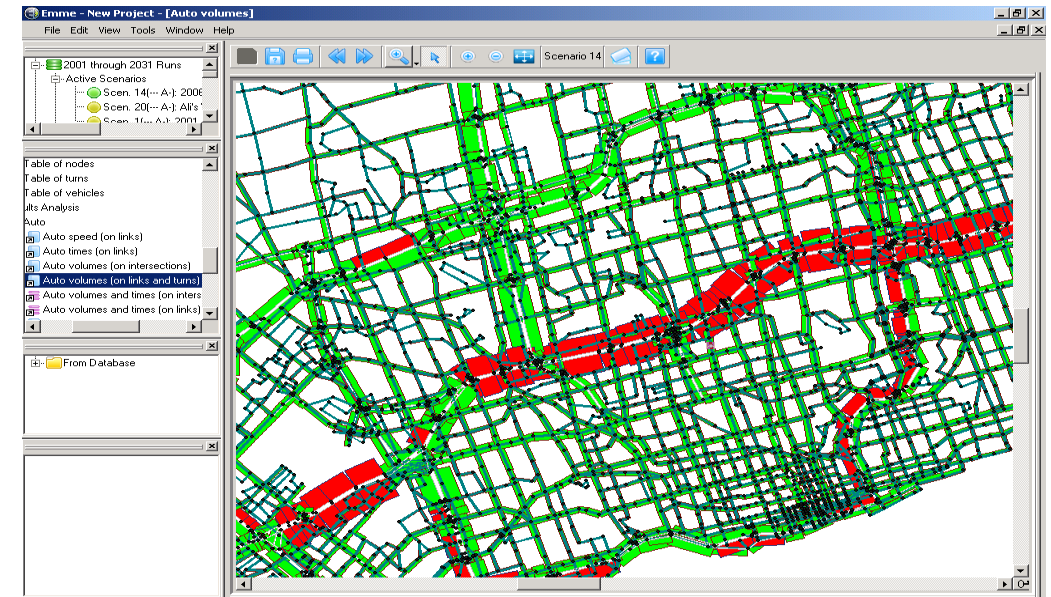 Emme - New Project - [Auto volumes]
File Edit View Tools Window Help
Scenario 14
2001 through 2031 Runs
Active Scenarios
Scen. 14(--- A-): 2006
Scen. 20(--- A-): Ali's
Scen. 1(--- A-): 2001
Table of nodes
Table of turns
Table of vehicles
ults Analysis
Auto
Auto speed (on links)
Auto times (on links)
Auto volumes (on intersections)
Auto volumes (on links and turns)
Auto volumes and times (on inters
Auto volumes and times (on links)
From Database